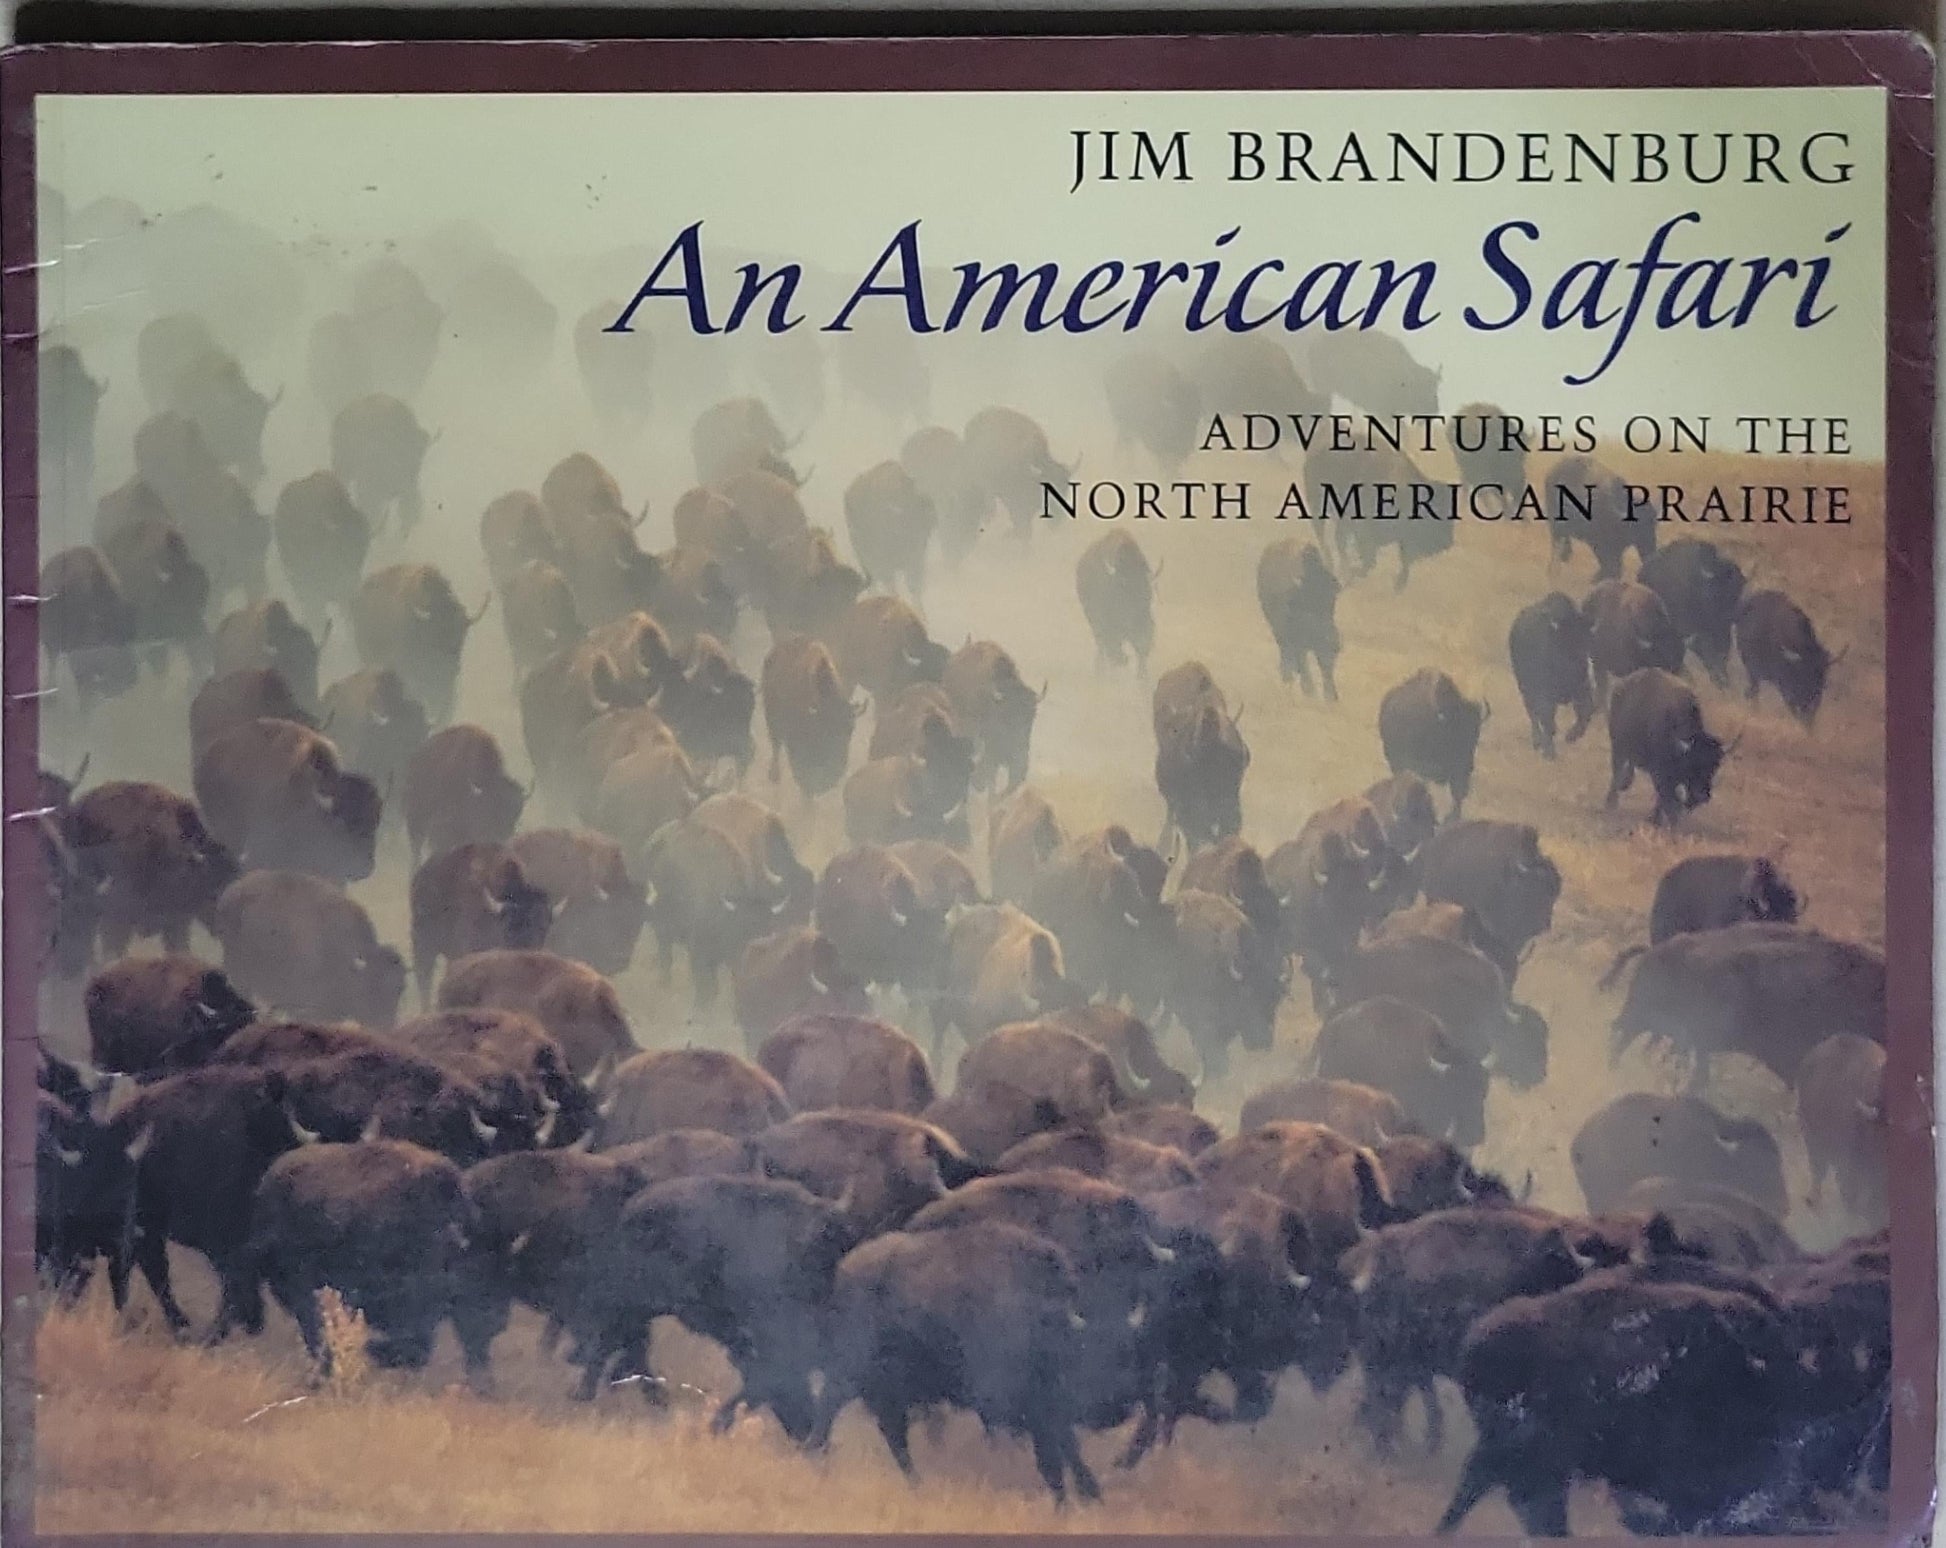 JIM BRANDENBURG
An American Safari
ADVENTURES ON THE
NORTH AMERICAN PRAIRIE